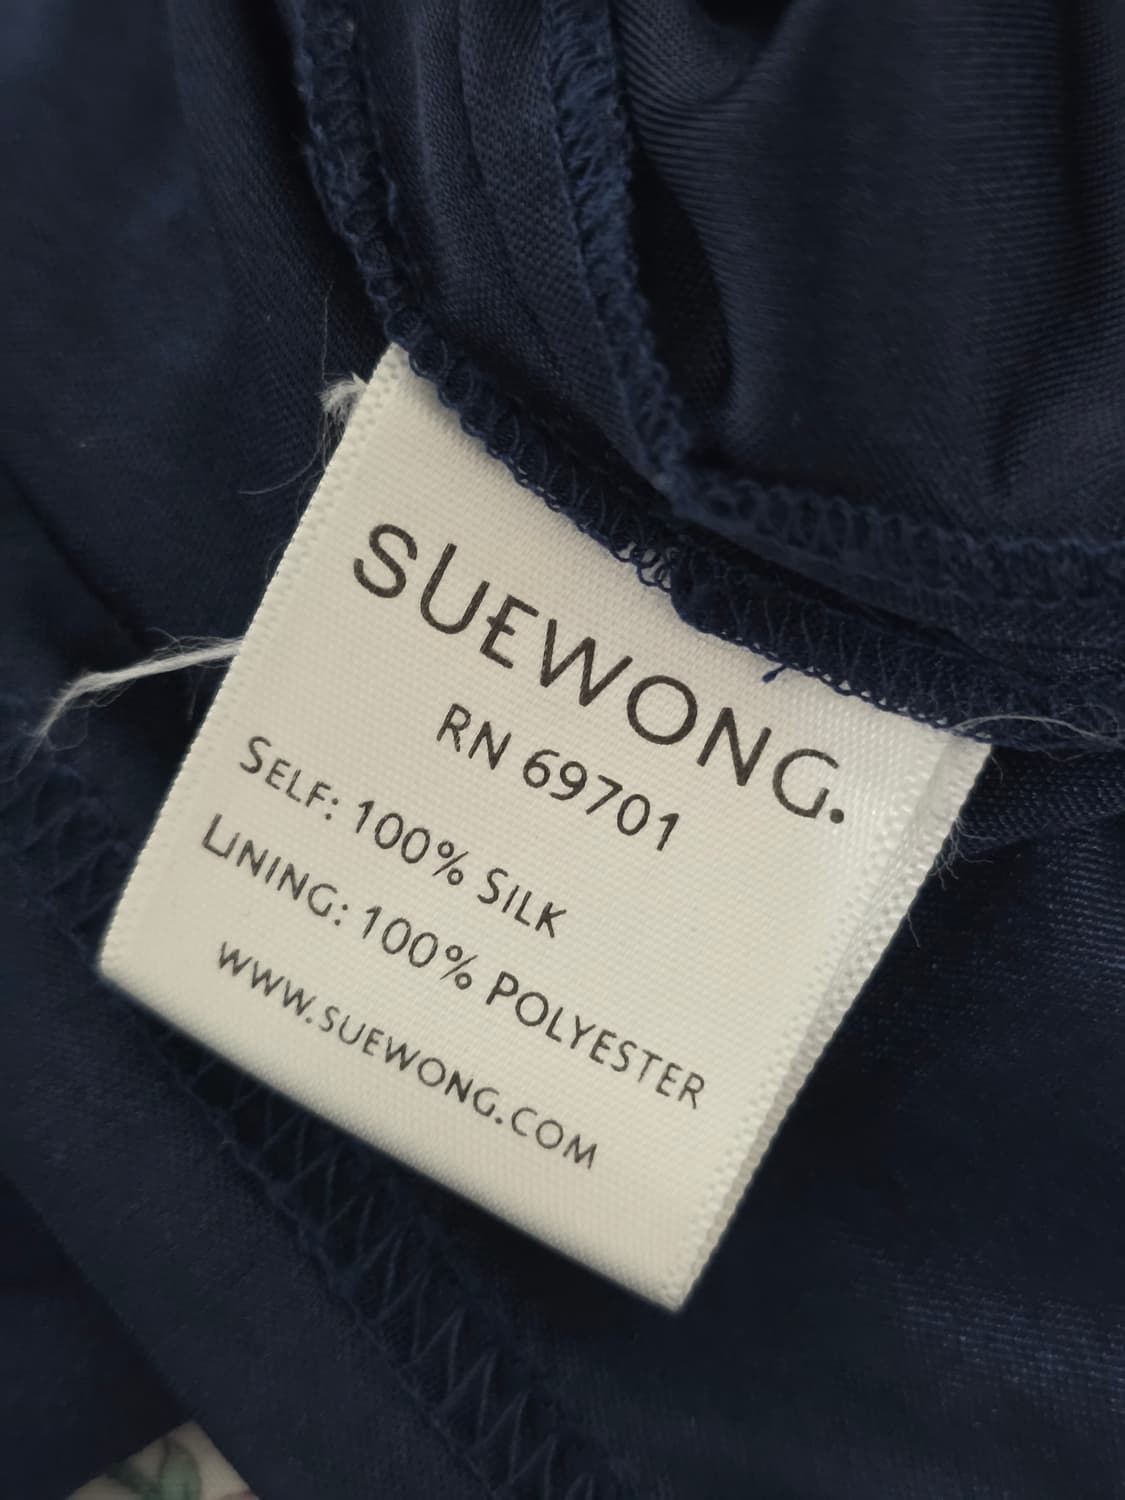 SUEWONG.
RN 69701
SELF: 100% SILK
LINING: 100% POLYESTER
WWW.SUEWONG.COM